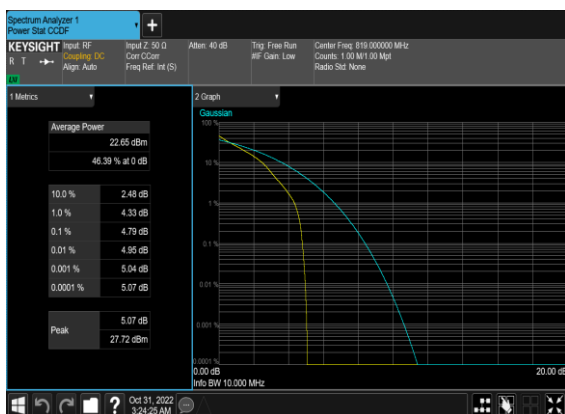 Spectrum Analyzer 1
Power Stat CCDF
+
KEYSIGHT
R T
Input: RF
Coupling: DC
Align: Auto
Input Z: 50 Ω
Corr CCorr
Freq Ref: Int (S)
Atten: 40 dB
Trig: Free Run
#IF Gain: Low
Center Freq: 819.000000 MHz
Counts: 1.00 M/1.00 Mpt
Radio Std: None
1 Metrics
Average Power
22.65 dBm
46.39 % at 0 dB
10.0 % 2.48 dB
1.0 % 4.33 dB
0.1 % 4.79 dB
0.01 % 4.95 dB
0.001 % 5.04 dB
0.0001 % 5.07 dB
Peak 5.07 dB
27.72 dBm
2 Graph
Gaussian
100 %
10 %
1 %
0.1 %
0.01 %
0.001 %
0.0001 %
0.00 dB 20.00 dB
Info BW 10.000 MHz
?
Oct 31, 2022
3:24:25 AM